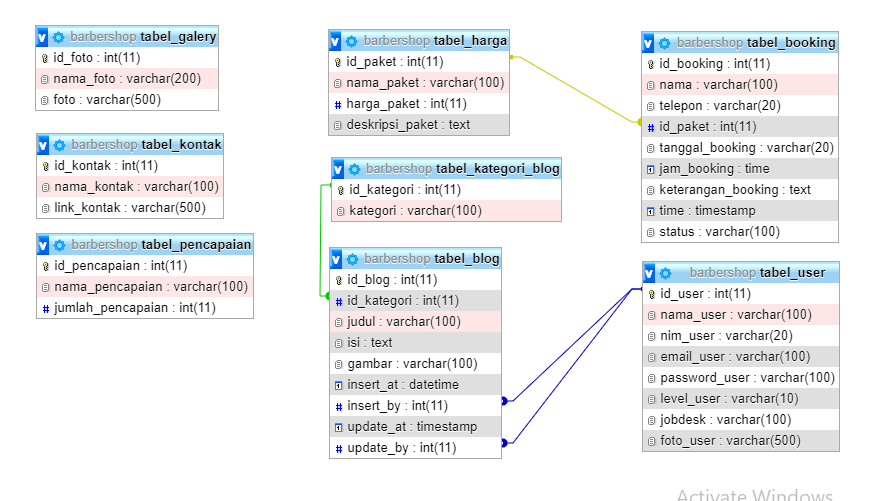 barbershop tabel_galery
id_foto : int(11)
nama_foto : varchar(200)
foto : varchar(500)
barbershop tabel_kontak
id_kontak : int(11)
nama_kontak : varchar(100)
link_kontak : varchar(500)
barbershop tabel_pencapaian
id_pencapaian : int(11)
nama_pencapaian : varchar(100)
# jumlah_pencapaian : int(11)
barbershop tabel_harga
id_paket : int(11)
nama_paket : varchar(100)
# harga_paket : int(11)
deskripsi_paket : text
barbershop tabel_kategori_blog
id_kategori : int(11)
kategori : varchar(100)
barbershop tabel_blog
id_blog : int(11)
# id_kategori : int(11)
judul : varchar(100)
isi : text
gambar : varchar(100)
insert_at : datetime
# insert_by : int(11)
update_at : timestamp
# update_by : int(11)
barbershop tabel_booking
id_booking : int(11)
nama : varchar(100)
telepon : varchar(20)
# id_paket : int(11)
tanggal_booking : varchar(20)
jam_booking : time
keterangan_booking : text
time : timestamp
status : varchar(100)
barbershop tabel_user
id_user : int(11)
nama_user : varchar(100)
nim_user : varchar(20)
email_user : varchar(100)
password_user : varchar(100)
level_user : varchar(10)
jobdesk : varchar(100)
foto_user : varchar(500)
Activate Windows